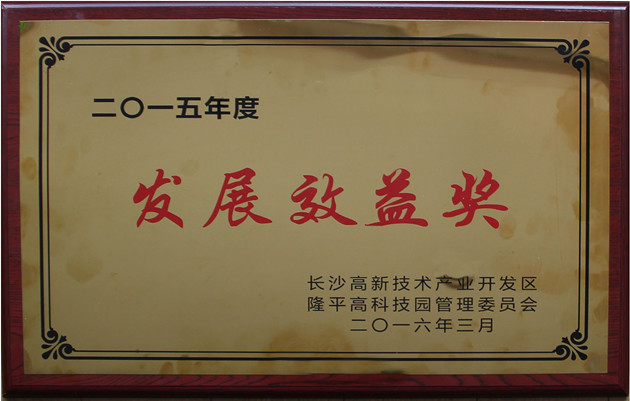 二〇一五年度
发展效益奖
长沙高新技术产业开发区
隆平高科技园管理委员会
二〇一六年三月